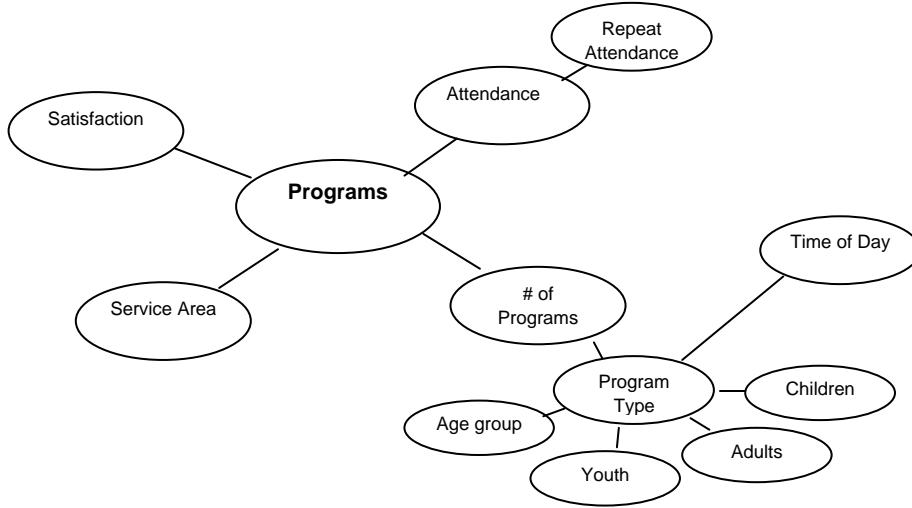 Repeat
Attendance
Attendance
Satisfaction
Programs
Time of Day
Service Area
# of
Programs
Program
Type
Children
Age group
Adults
Youth